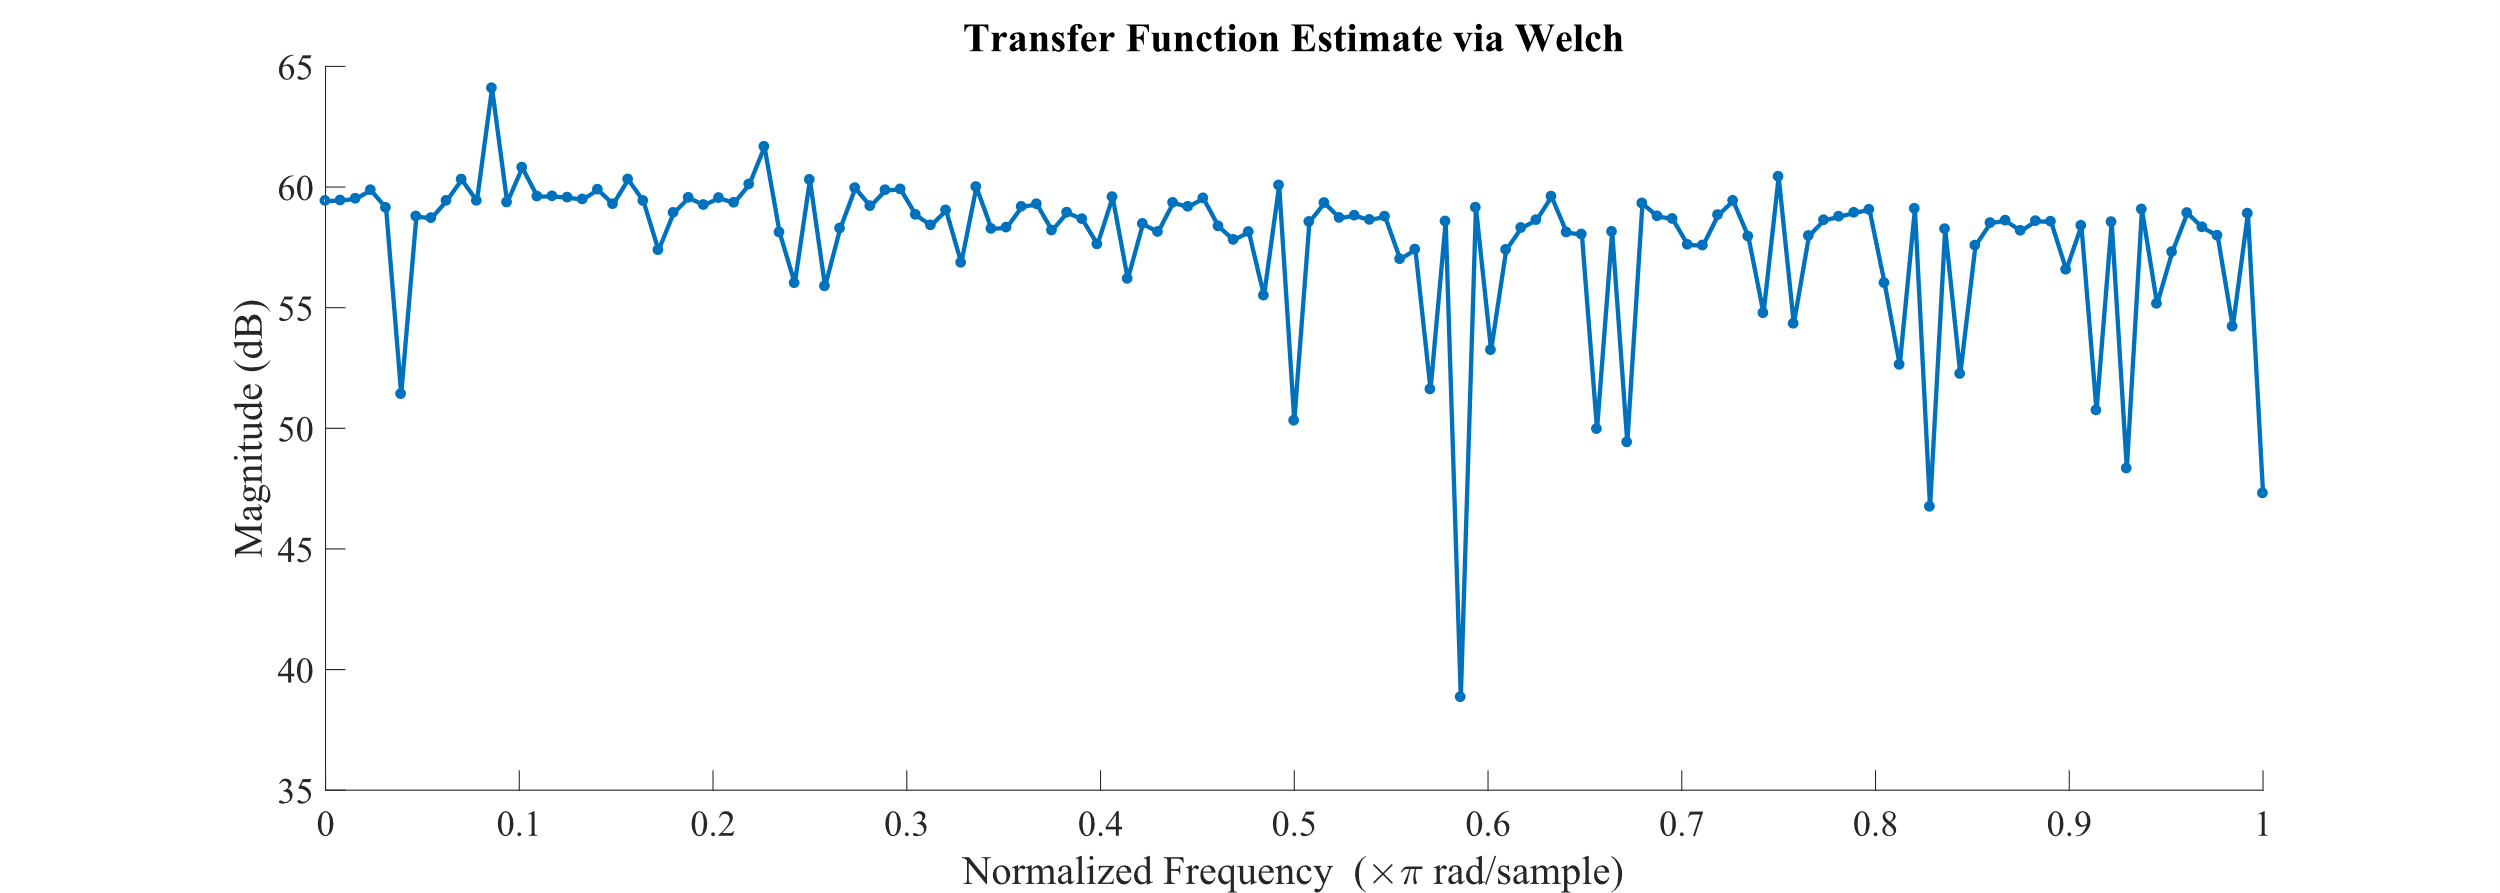 Transfer Function Estimate via Welch
65
60
55
50
45
40
35
Magnitude (dB)
0 0.1 0.2 0.3 0.4 0.5 0.6 0.7 0.8 0.9 1
Normalized Frequency (×π rad/sample)